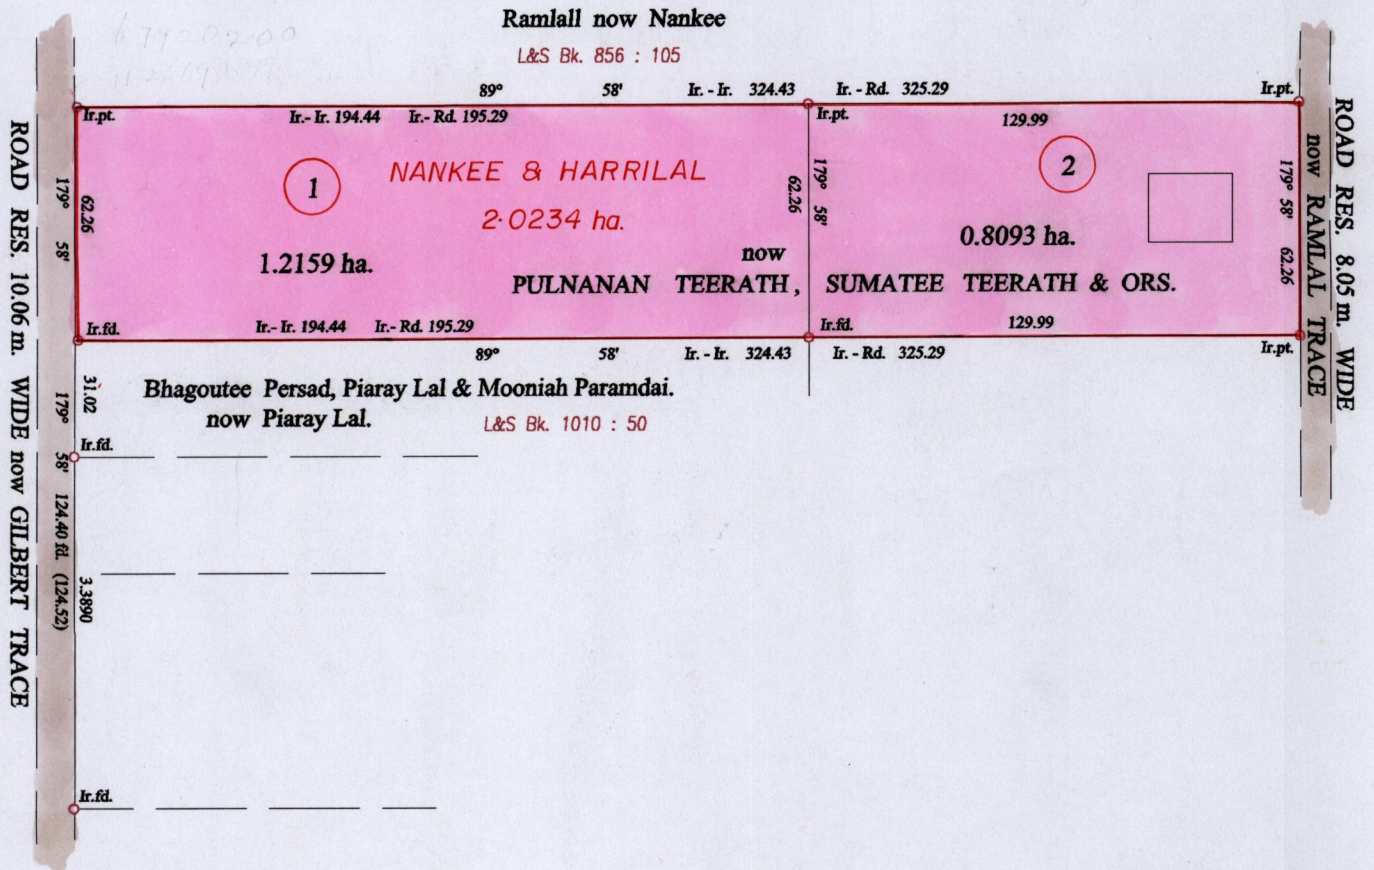 Ramlall now Nankee
L&S Bk. 856 : 105
89° 58' Ir. - Ir. 324.43 Ir. - Rd. 325.29 Ir.pt.
Ir.pt. Ir.- Ir. 194.44 Ir.- Rd. 195.29 Ir.pt. 129.99
1 NANKEE & HARRILAL 2
2.0234 ha.
1.2159 ha.
0.8093 ha.
now
PULNANAN TEERATH, SUMATEE TEERATH & ORS.
179° 58'
62.26
62.26
179° 58'
179° 58' 62.26
Ir.fd. Ir.- Ir. 194.44 Ir.- Rd. 195.29 Ir.fd. 129.99
89° 58' Ir. - Ir. 324.43 Ir. - Rd. 325.29 Ir.pt.
Bhagoutee Persad, Piaray Lal & Mooniah Paramdai.
now Piaray Lal.
L&S Bk. 1010 : 50
31.02
Ir.fd.
179° 58' 124.40 fd. (124.52)
3.3890
Ir.fd.
ROAD RES. 10.06 m. WIDE now GILBERT TRACE
ROAD RES. 8.05 m. WIDE
now RAMLAL TRACE